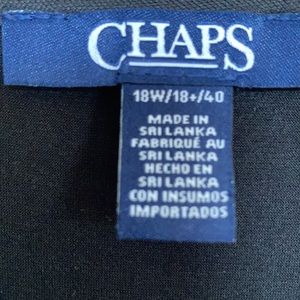 CHAPS
18W/18+/40
MADE IN
SRI LANKA
FABRIQUÉ AU
SRI LANKA
HECHO EN
SRI LANKA
CON INSUMOS
IMPORTADOS